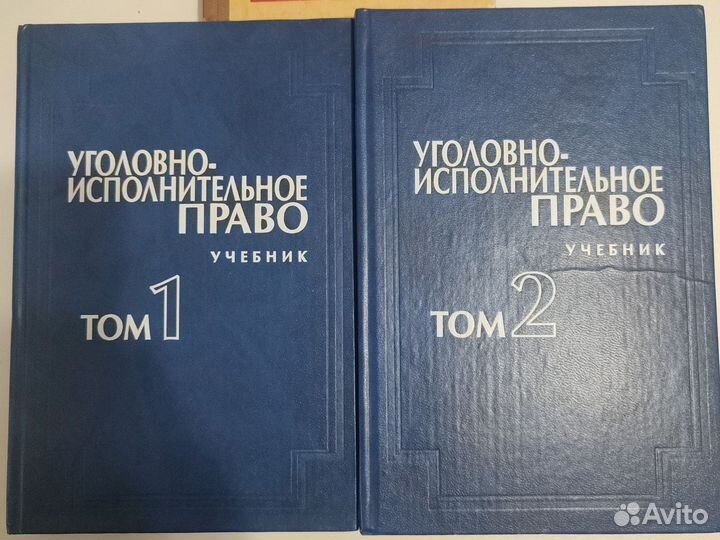 УГОЛОВНО-
ИСПОЛНИТЕЛЬНОЕ
ПРАВО
УЧЕБНИК
ТОМ 1
УГОЛОВНО-
ИСПОЛНИТЕЛЬНОЕ
ПРАВО
УЧЕБНИК
ТОМ 2
Avito